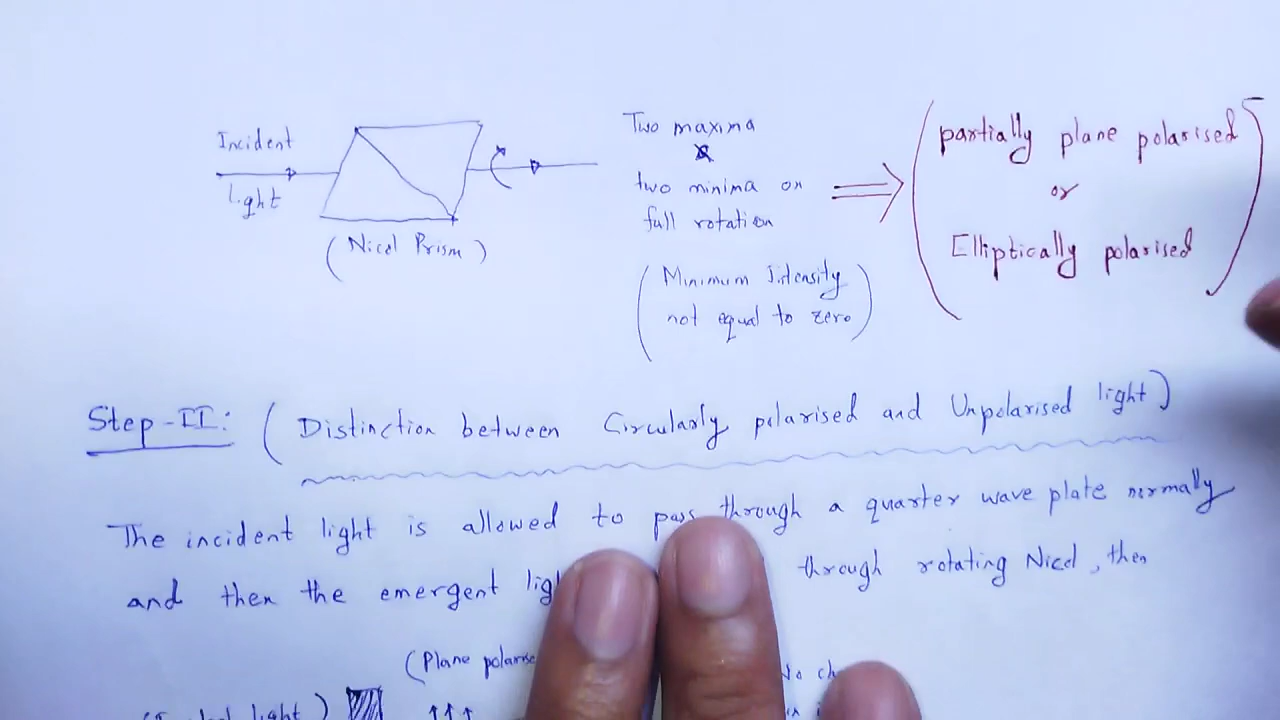 Incident
light
(Nicol Prism)
Two maxima
&
two minima on
full rotation
(Minimum Intensity
not equal to zero)
(partially plane polarised
or
Elliptically polarised)
Step-II: (Distinction between Circularly polarised and Unpolarised light)
The incident light is allowed to pass through a quarter wave plate normally
and then the emergent through rotating Nicol, then
(Plane
light)